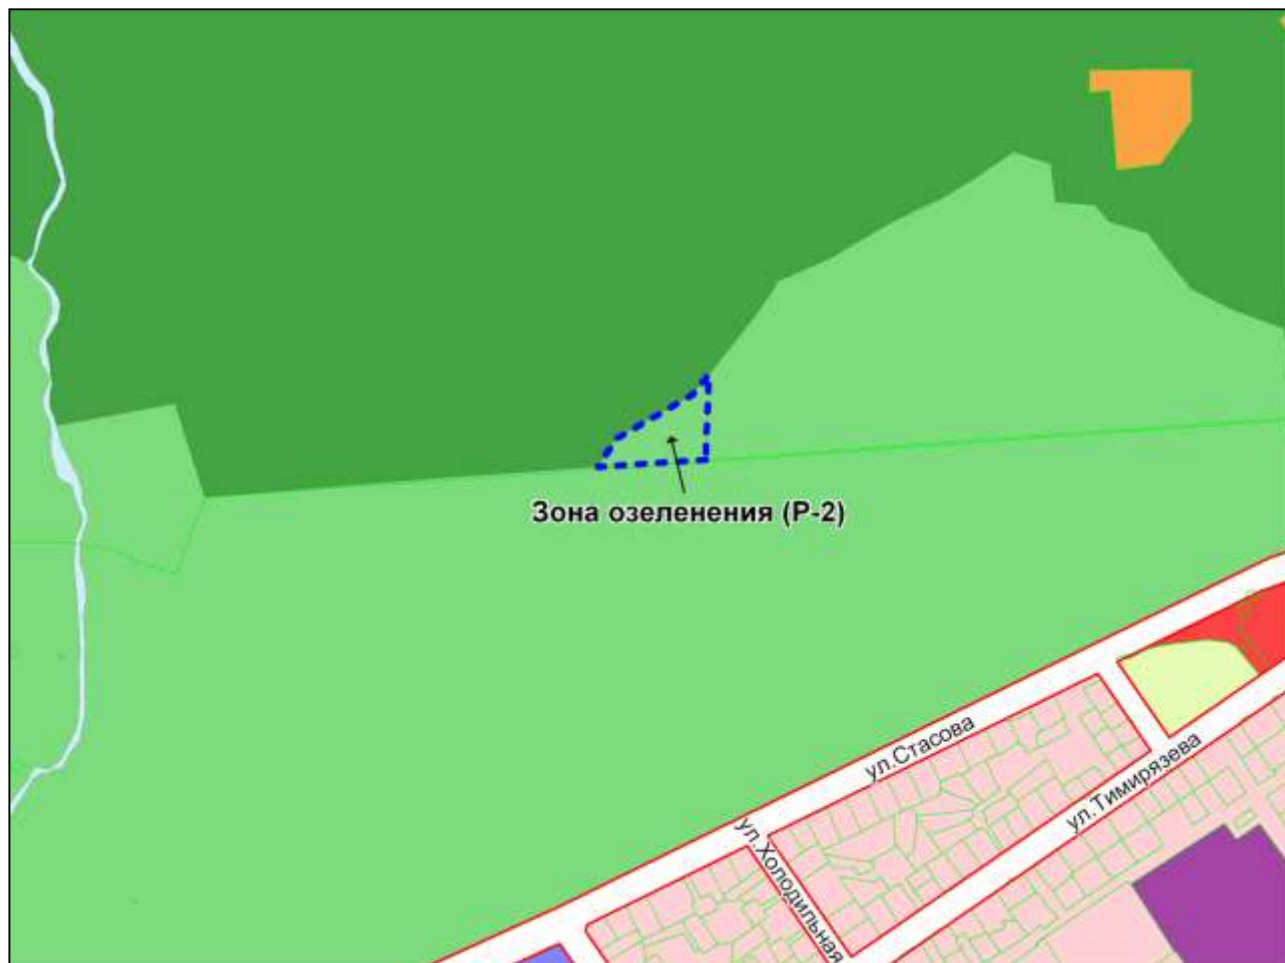 Зона озеленения (Р-2)
ул.Стасова
ул.Тимирязева
ул.Холодильная